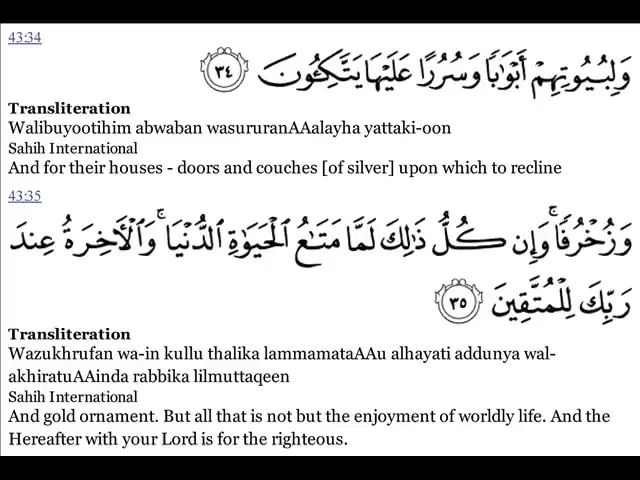 43:34
وَلِبُيُوتِهِمْ أَبْوَٰبًا وَسُرُرًا عَلَيْهَا يَتَّكِـُٔونَ ٣٤
Transliteration
Walibuyootihim abwaban wasururanAAalayha yattaki-oon
Sahih International
And for their houses - doors and couches [of silver] upon which to recline
43:35
وَزُخْرُفًا ۚ وَإِن كُلُّ ذَٰلِكَ لَمَّا مَتَـٰعُ ٱلْحَيَوٰةِ ٱلدُّنْيَا ۚ وَٱلْـَٔاخِرَةُ عِندَ
رَبِّكَ لِلْمُتَّقِينَ ٣٥
Transliteration
Wazukhrufan wa-in kullu thalika lammamataAAu alhayati addunya wal-
akhiratuAAinda rabbika lilmuttaqeen
Sahih International
And gold ornament. But all that is not but the enjoyment of worldly life. And the
Hereafter with your Lord is for the righteous.